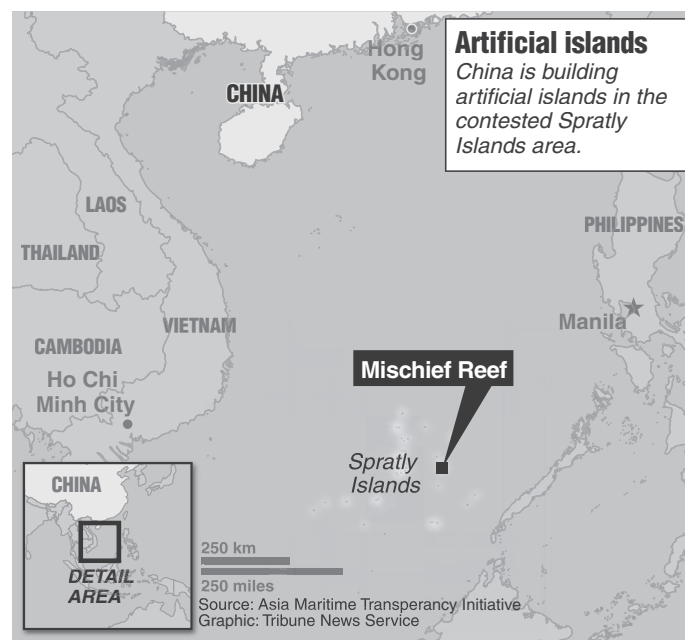 Artificial islands
China is building
artificial islands in the
contested Spratly
Islands area.
Hong
Kong
CHINA
LAOS
THAILAND
PHILIPPINES
VIETNAM
Manila
CAMBODIA
Ho Chi
Minh City
Mischief Reef
Spratly
Islands
CHINA
DETAIL
AREA
250 km
250 miles
Source: Asia Maritime Transperancy Initiative
Graphic: Tribune News Service